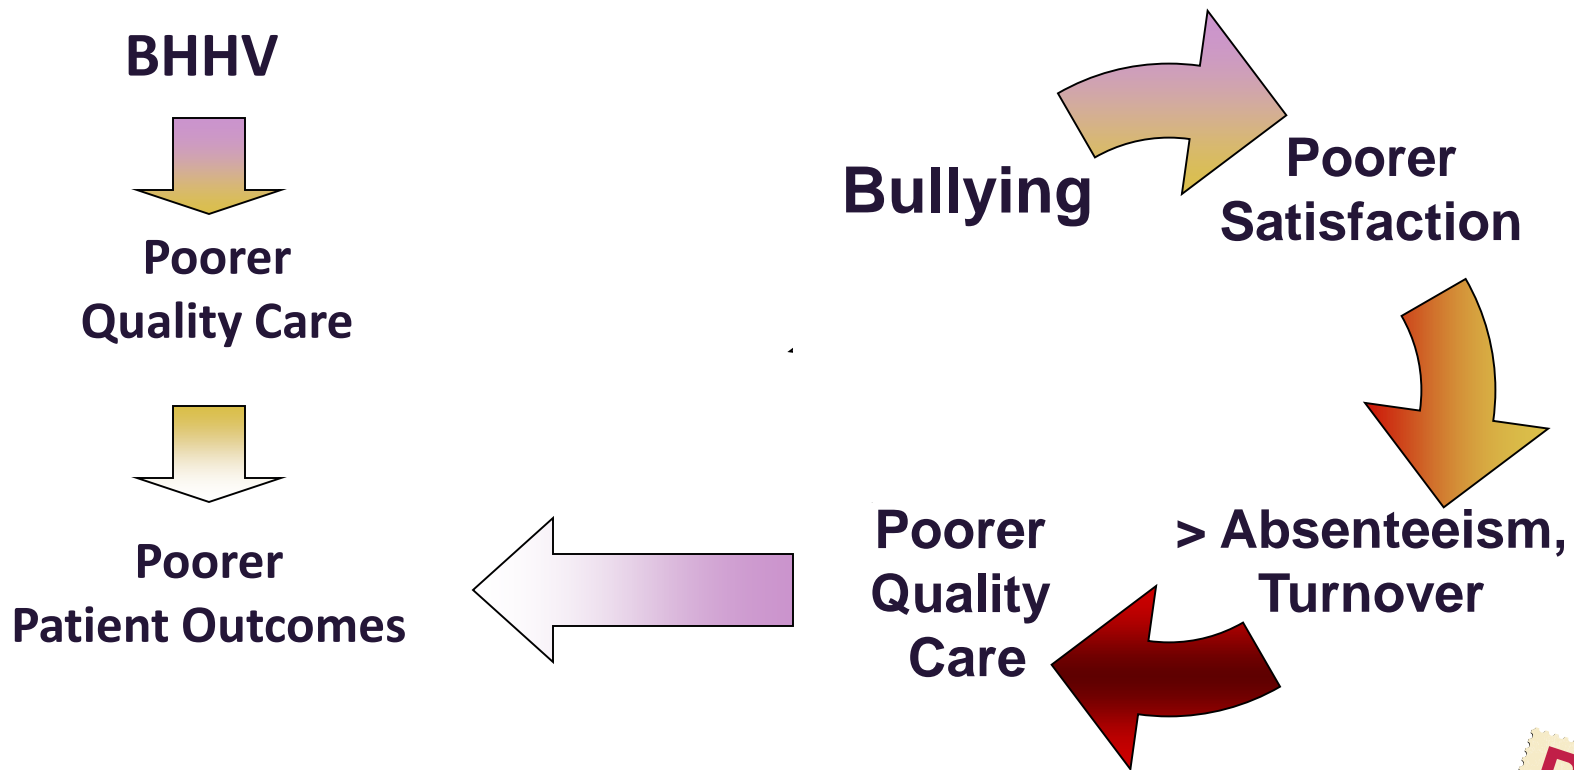 BHHV
Poorer
Quality Care
Poorer
Patient Outcomes
Bullying
Poorer
Satisfaction
> Absenteeism,
Turnover
Poorer
Quality
Care